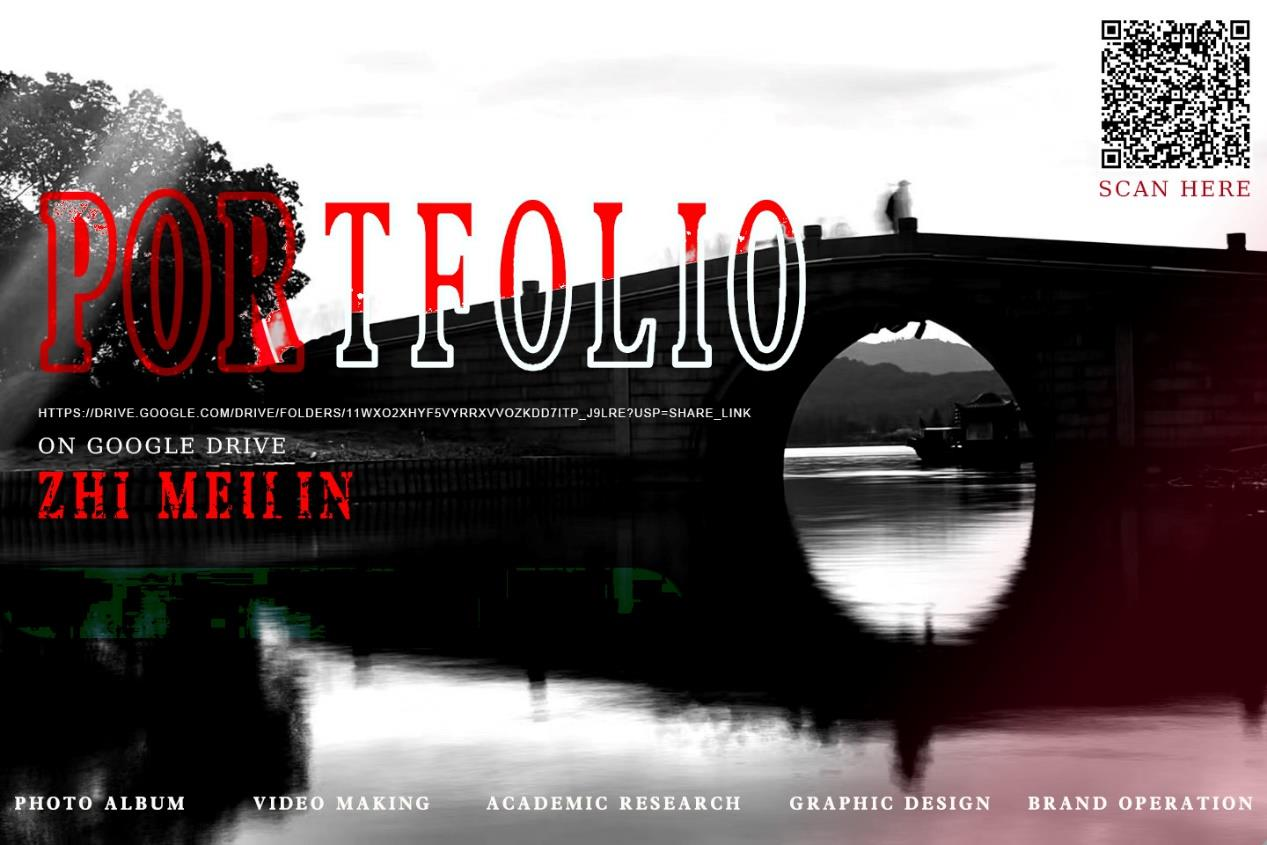 SCAN HERE
PORTFOLIO
HTTPS://DRIVE.GOOGLE.COM/DRIVE/FOLDERS/11WXO2XHYF5VYRRXVVOZKDD7ITP_J9LRE?USP=SHARE_LINK
ON GOOGLE DRIVE
ZHI MEILIN
PHOTO ALBUM VIDEO MAKING ACADEMIC RESEARCH GRAPHIC DESIGN BRAND OPERATION